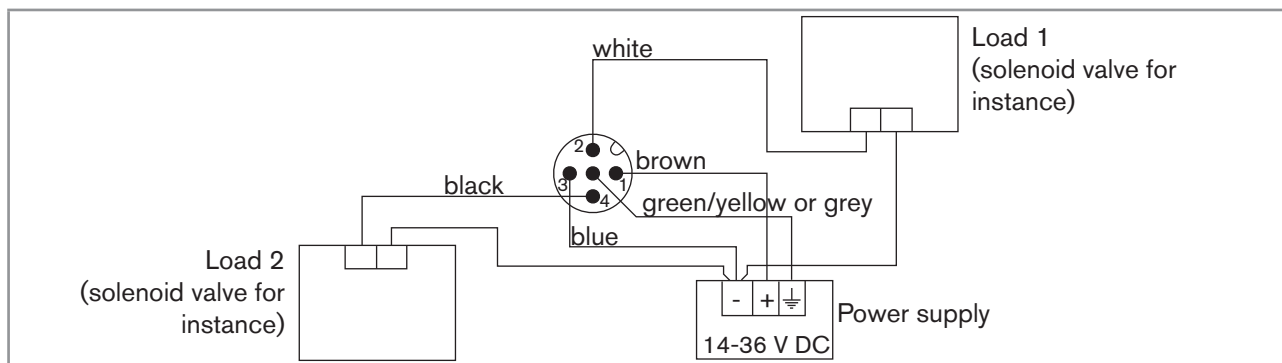 white
Load 1
(solenoid valve for
instance)
2
brown
3
1
black
4
green/yellow or grey
blue
Load 2
(solenoid valve for
instance)
- +
Power supply
14-36 V DC